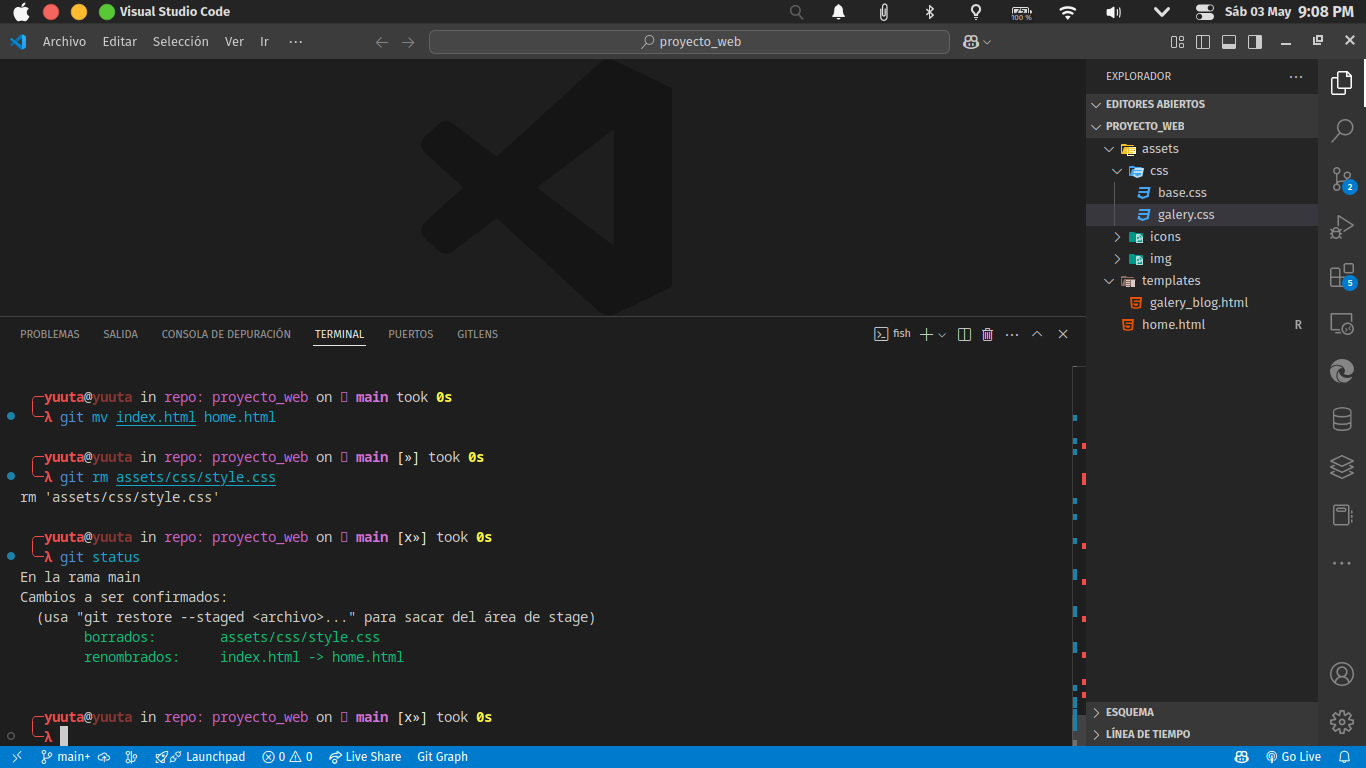 Visual Studio Code
100 %
Sáb 03 May 9:08 PM
Archivo Editar Selección Ver Ir ···
proyecto_web
EXPLORADOR
EDITORES ABIERTOS
PROYECTO_WEB
assets
css
base.css
galery.css
icons
img
templates
galery_blog.html
home.html R
2
5
PROBLEMAS SALIDA CONSOLA DE DEPURACIÓN TERMINAL PUERTOS GITLENS
fish
yuuta@yuuta in repo: proyecto_web on main took 0s
λ git mv index.html home.html
yuuta@yuuta in repo: proyecto_web on main [»] took 0s
λ git rm assets/css/style.css
rm 'assets/css/style.css'
yuuta@yuuta in repo: proyecto_web on main [x»] took 0s
λ git status
En la rama main
Cambios a ser confirmados:
(usa "git restore --staged <archivo>..." para sacar del área de stage)
borrados: assets/css/style.css
renombrados: index.html -> home.html
yuuta@yuuta in repo: proyecto_web on main [x»] took 0s
λ
ESQUEMA
LÍNEA DE TIEMPO
main+ Launchpad 0 0 Live Share Git Graph Go Live